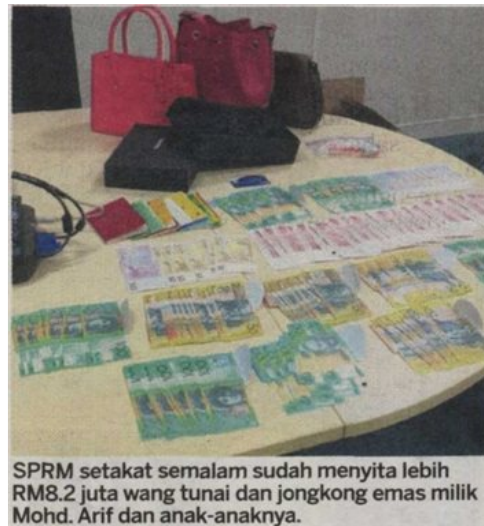 SPRM setakat semalam sudah menyita lebih
RM8.2 juta wang tunai dan jongkong emas milik
Mohd. Arif dan anak-anaknya.